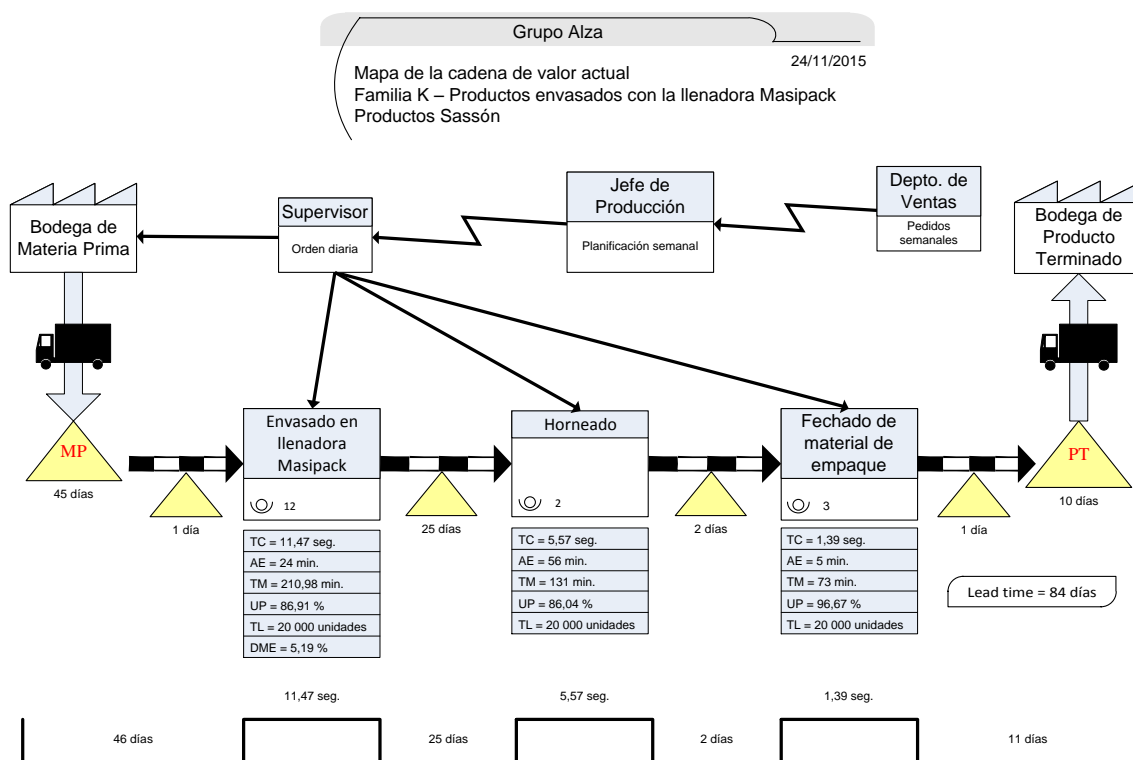 Grupo Alza
24/11/2015
Mapa de la cadena de valor actual
Familia K – Productos envasados con la llenadora Masipack
Productos Sassón
Bodega de
Materia Prima
Supervisor
Orden diaria
Jefe de
Producción
Planificación semanal
Depto. de
Ventas
Pedidos
semanales
Bodega de
Producto
Terminado
MP
45 días
1 día
Envasado en
llenadora
Masipack
12
25 días
Horneado
2
2 días
Fechado de
material de
empaque
3
1 día
PT
10 días
TC = 11,47 seg.
AE = 24 min.
TM = 210,98 min.
UP = 86,91 %
TL = 20 000 unidades
DME = 5,19 %
TC = 5,57 seg.
AE = 56 min.
TM = 131 min.
UP = 86,04 %
TL = 20 000 unidades
TC = 1,39 seg.
AE = 5 min.
TM = 73 min.
UP = 96,67 %
TL = 20 000 unidades
Lead time = 84 días
11,47 seg.
5,57 seg.
1,39 seg.
46 días
25 días
2 días
11 días